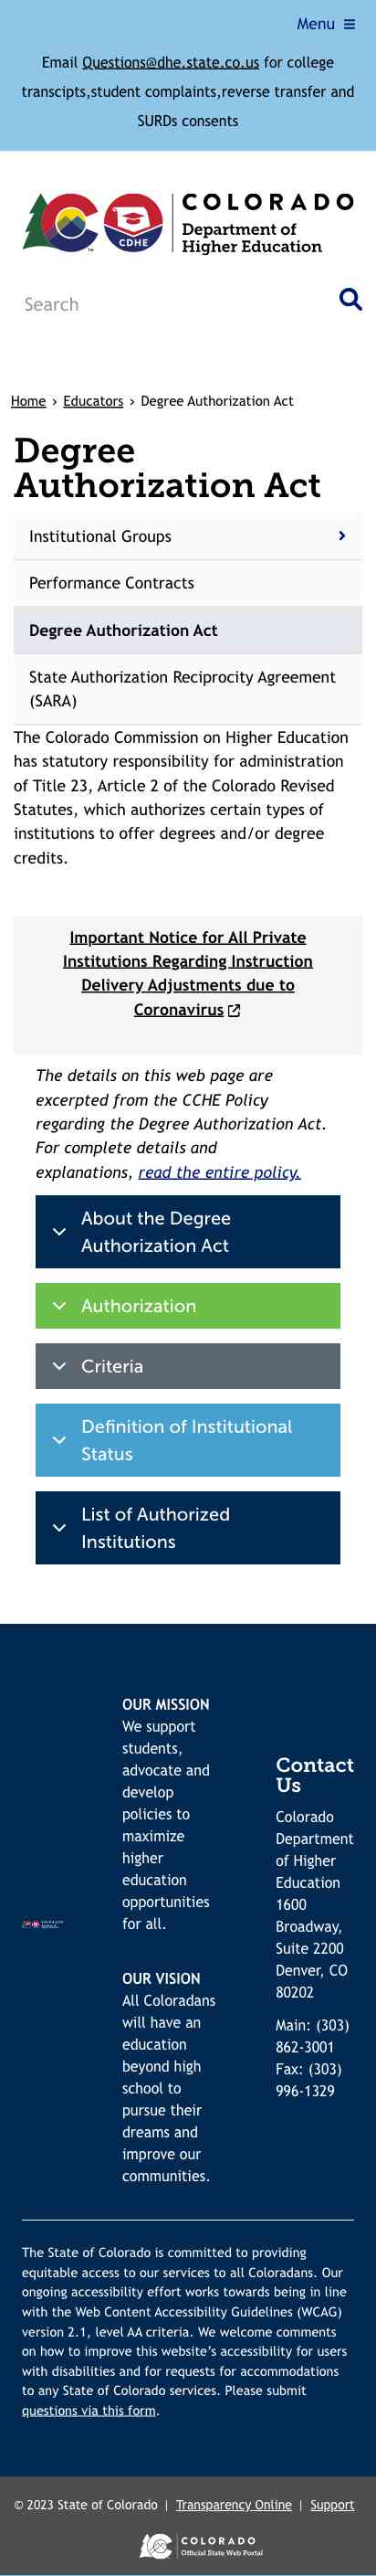 Menu
Email Questions@dhe.state.co.us for college
transcipts,student complaints,reverse transfer and
SURDs consents
COLORADO
CDHE
Department of
Higher Education
Search
Home › Educators › Degree Authorization Act
Degree
Authorization Act
Institutional Groups
Performance Contracts
Degree Authorization Act
State Authorization Reciprocity Agreement
(SARA)
The Colorado Commission on Higher Education
has statutory responsibility for administration
of Title 23, Article 2 of the Colorado Revised
Statutes, which authorizes certain types of
institutions to offer degrees and/or degree
credits.
Important Notice for All Private
Institutions Regarding Instruction
Delivery Adjustments due to
Coronavirus
The details on this web page are
excerpted from the CCHE Policy
regarding the Degree Authorization Act.
For complete details and
explanations, read the entire policy.
About the Degree
Authorization Act
Authorization
Criteria
Definition of Institutional
Status
List of Authorized
Institutions
OUR MISSION
We support
students,
advocate and
develop
policies to
maximize
higher
education
opportunities
for all.
OUR VISION
All Coloradans
will have an
education
beyond high
school to
pursue their
dreams and
improve our
communities.
Contact
Us
Colorado
Department
of Higher
Education
1600
Broadway,
Suite 2200
Denver, CO
80202
Main: (303)
862-3001
Fax: (303)
996-1329
The State of Colorado is committed to providing
equitable access to our services to all Coloradans. Our
ongoing accessibility effort works towards being in line
with the Web Content Accessibility Guidelines (WCAG)
version 2.1, level AA criteria. We welcome comments
on how to improve this website’s accessibility for users
with disabilities and for requests for accommodations
to any State of Colorado services. Please submit
questions via this form.
© 2023 State of Colorado | Transparency Online | Support
COLORADO
Official State Web Portal